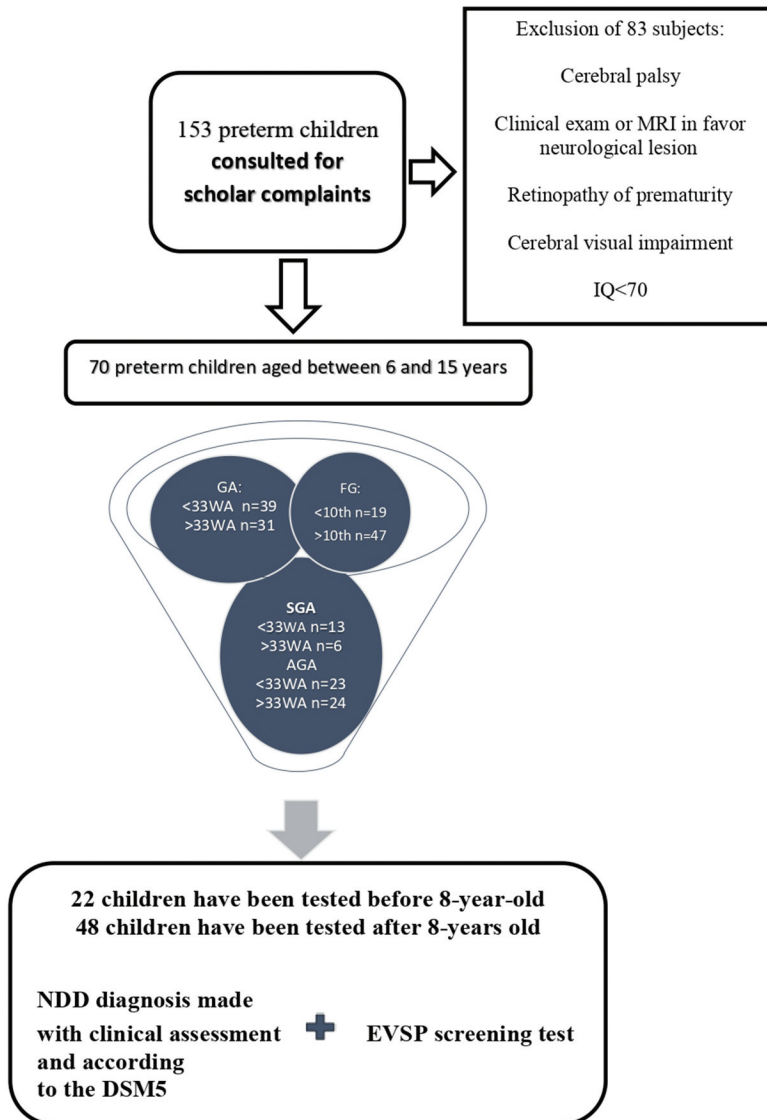 153 preterm children
consulted for
scholar complaints
Exclusion of 83 subjects:
Cerebral palsy
Clinical exam or MRI in favor
neurological lesion
Retinopathy of prematurity
Cerebral visual impairment
IQ<70
70 preterm children aged between 6 and 15 years
GA:
<33WA n=39
>33WA n=31
FG:
<10th n=19
>10th n=47
SGA
<33WA n=13
>33WA n=6
AGA
<33WA n=23
>33WA n=24
22 children have been tested before 8-year-old
48 children have been tested after 8-years old
NDD diagnosis made
with clinical assessment
and according
to the DSM5
EVSP screening test